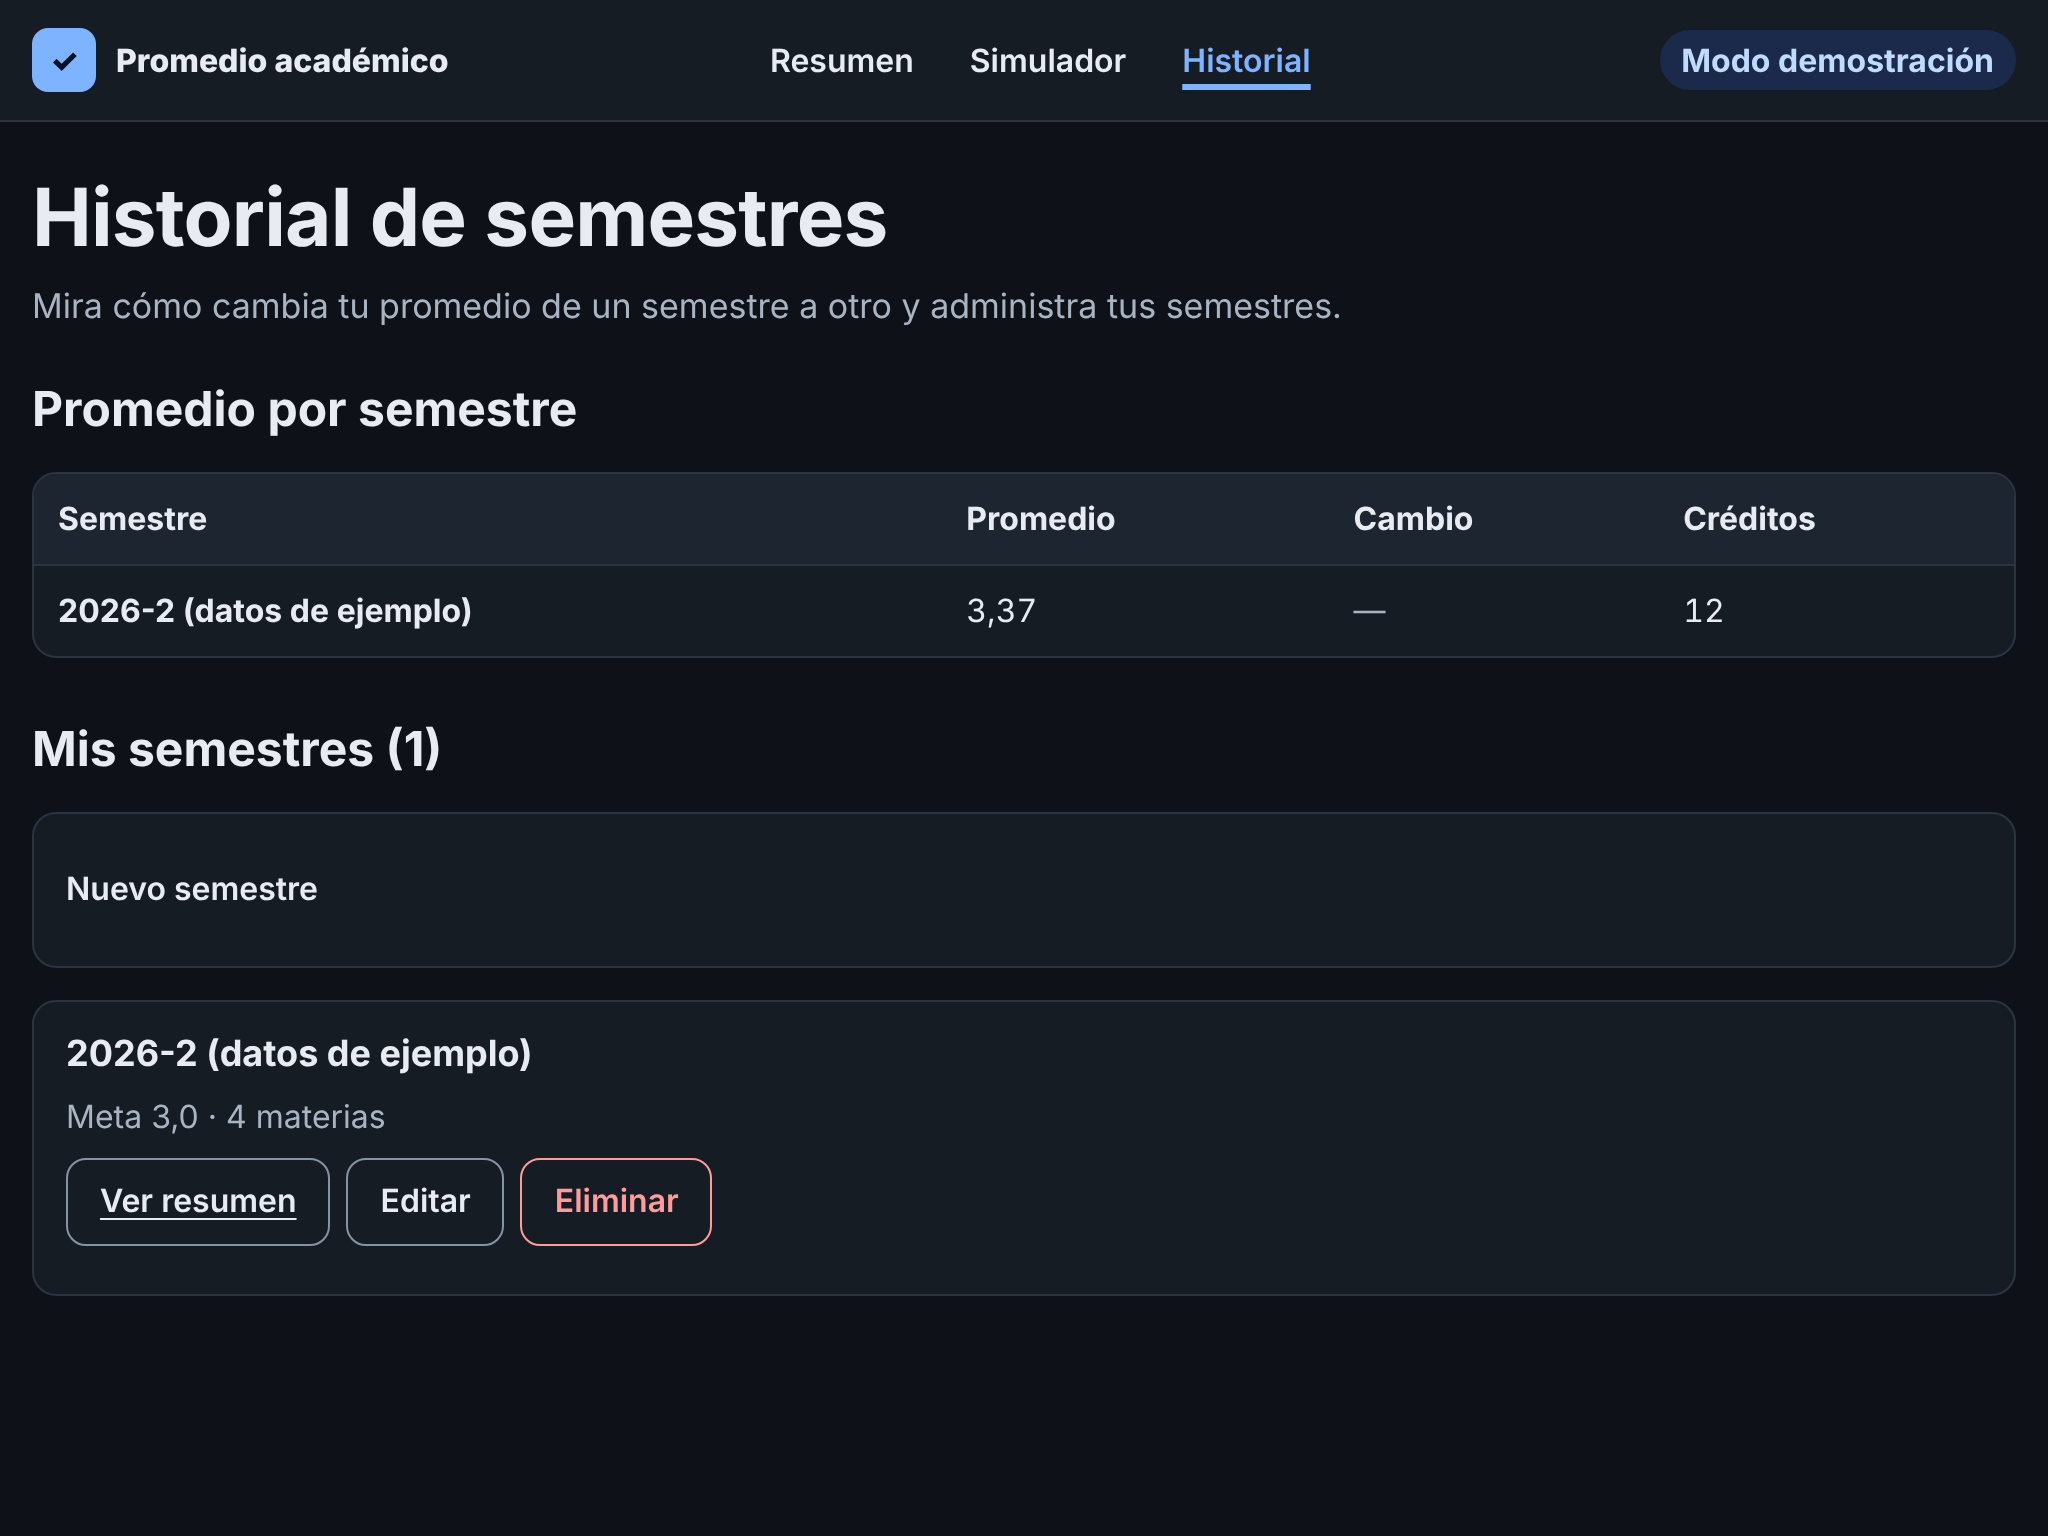 Promedio académico
Resumen Simulador Historial
Modo demostración
Historial de semestres
Mira cómo cambia tu promedio de un semestre a otro y administra tus semestres.
Promedio por semestre
Semestre Promedio Cambio Créditos
2026-2 (datos de ejemplo) 3,37 — 12
Mis semestres (1)
Nuevo semestre
2026-2 (datos de ejemplo)
Meta 3,0 · 4 materias
Ver resumen Editar Eliminar